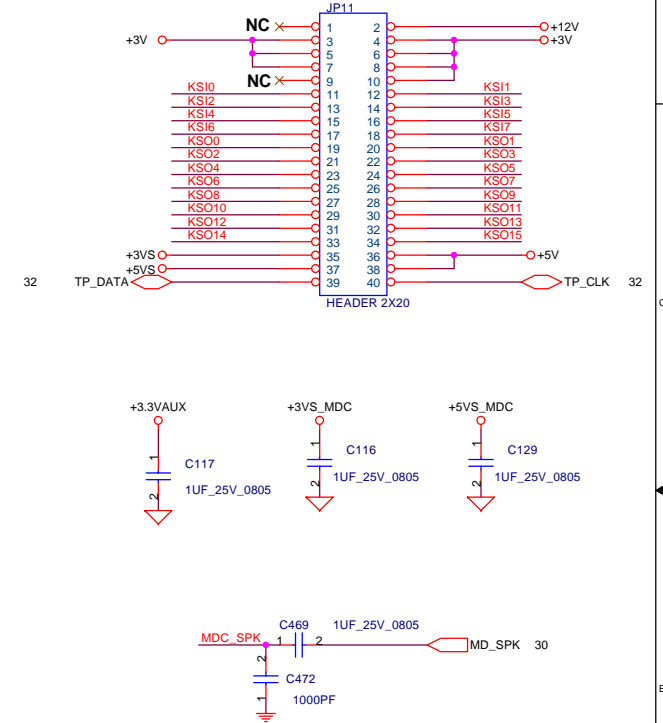 JP11
NC 1 2 +12V
+3V 3 4 +3V
5 6
7 8
NC 9 10
KSI0 11 12 KSI1
KSI2 13 14 KSI3
KSI4 15 16 KSI5
KSI6 17 18 KSI7
KSO0 19 20 KSO1
KSO2 21 22 KSO3
KSO4 23 24 KSO5
KSO6 25 26 KSO7
KSO8 27 28 KSO9
KSO10 29 30 KSO11
KSO12 31 32 KSO13
KSO14 33 34 KSO15
+3VS 35 36 +5V
+5VS 37 38
32 TP_DATA 39 40 TP_CLK 32
HEADER 2X20
C
+3.3VAUX +3VS_MDC +5VS_MDC
1 1 1
C117 C116 C129
2 2 2
1UF_25V_0805 1UF_25V_0805 1UF_25V_0805
C469 1UF_25V_0805
MDC_SPK 1 2 MD_SPK 30
2
C472
1
1000PF
B